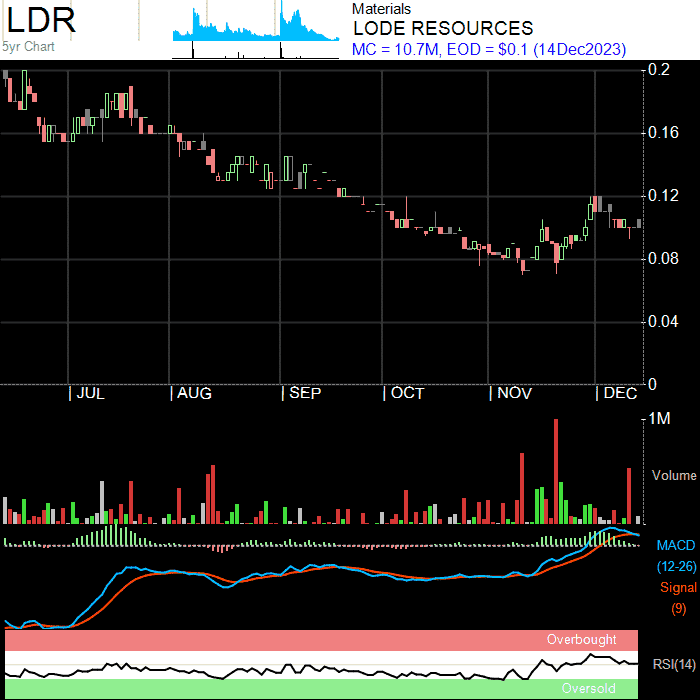 LDR
5yr Chart
Materials
LODE RESOURCES
MC = 10.7M, EOD = $0.1 (14Dec2023)
0.2
0.16
0.12
0.08
0.04
0
JUL AUG SEP OCT NOV DEC
1M
Volume
MACD
(12-26)
Signal
(9)
Overbought
RSI(14)
Oversold